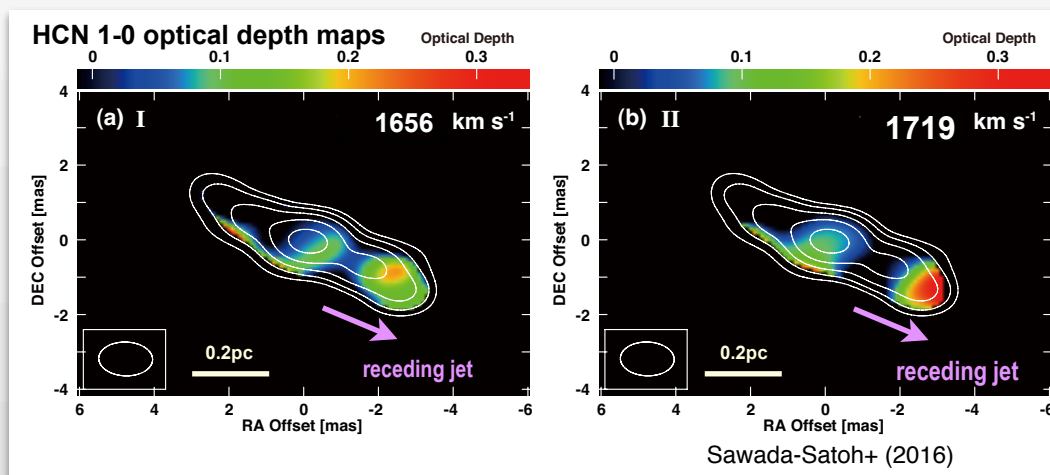 HCN 1-0 optical depth maps
Optical Depth
0 0.1 0.2 0.3
(a) I 1656 km s-1
4
2
0
-2
-4
DEC Offset [mas]
0.2pc
receding jet
6 4 2 0 -2 -4 -6
RA Offset [mas]
Optical Depth
0 0.1 0.2 0.3
(b) II 1719 km s-1
4
2
0
-2
-4
DEC Offset [mas]
0.2pc
receding jet
6 4 2 0 -2 -4 -6
RA Offset [mas]
Sawada-Satoh+ (2016)